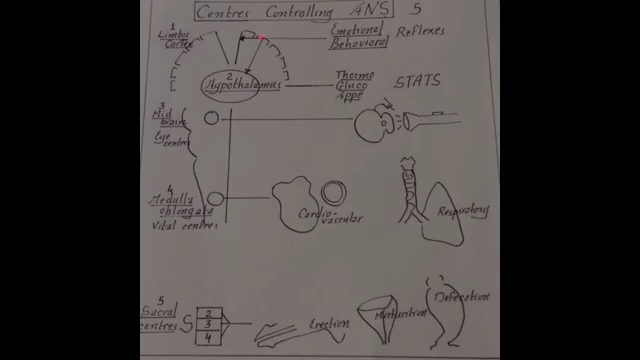 Centres Controlling ANS 5
1
Limbic
Cortex
Emotional
Behavioral
Reflexes
2
Hypothalamus
Thermo
Gluco
Appe
STATS
3
Mid
brain
Eye
centres
4
Medulla
oblongata
Vital centres
Cardio-
vascular
Respiratory
5
Sacral
centres
S
2
3
4
Erection
Micturition
Defecation